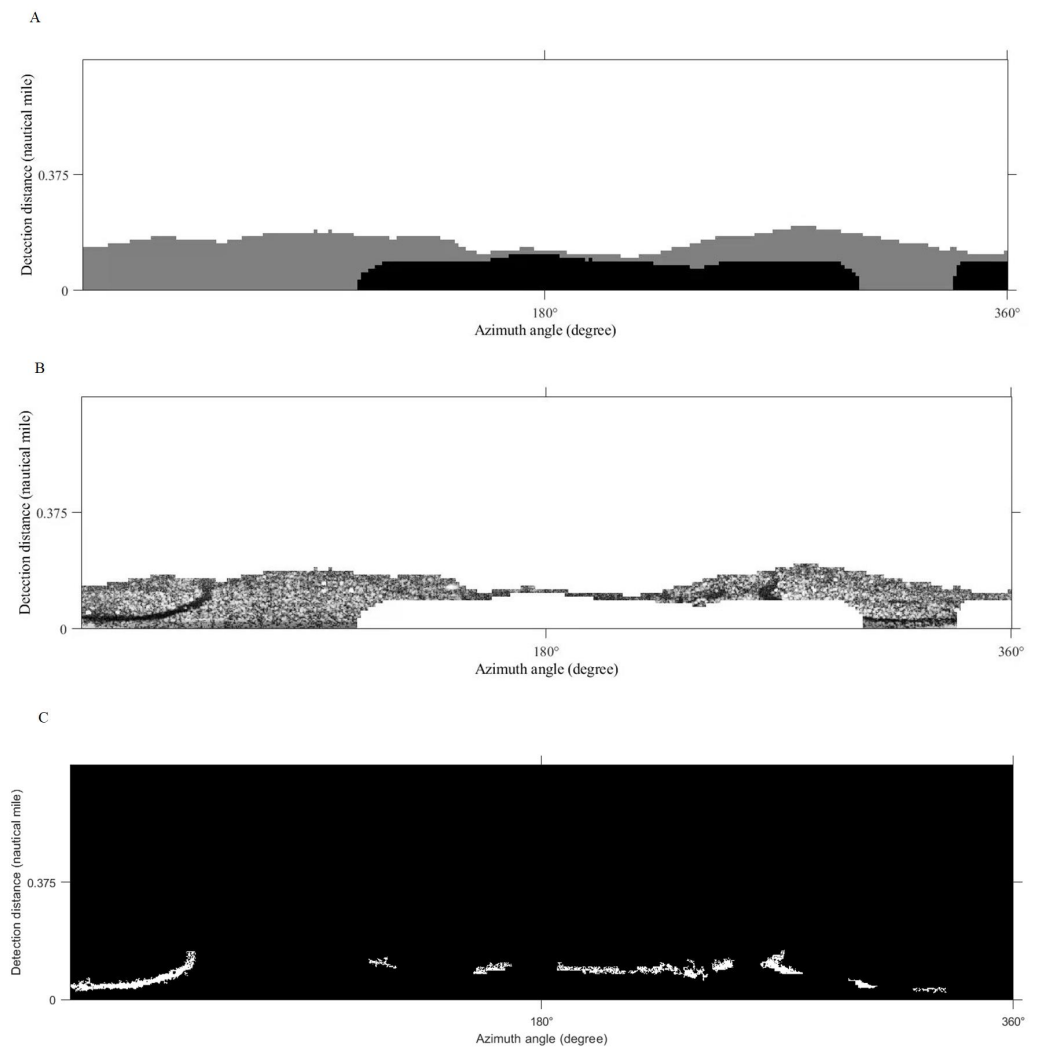 A
Detection distance (nautical mile)
0.375
0
180°
360°
Azimuth angle (degree)
B
Detection distance (nautical mile)
0.375
0
180°
360°
Azimuth angle (degree)
C
Detection distance (nautical mile)
0.375
0
180°
360°
Azimuth angle (degree)